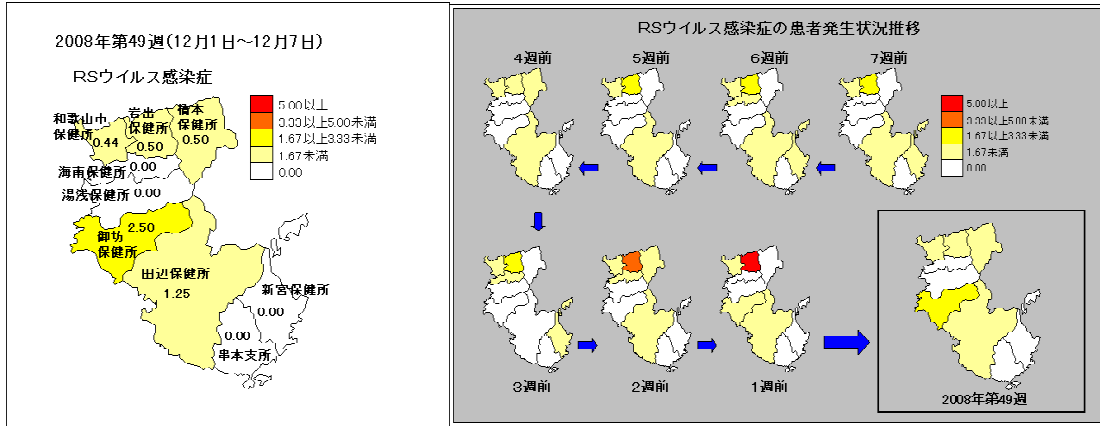 2008年第49週(12月1日～12月7日)
RSウイルス感染症
和歌山市
保健所
0.44
岩出
保健所
0.50
橋本
保健所
0.50
0.00
海南保健所
湯浅保健所
0.00
2.50
御坊
保健所
田辺保健所
1.25
新宮保健所
0.00
0.00
串本支所
5.00以上
3.33以上5.00未満
1.67以上3.33未満
1.67未満
0.00
RSウイルス感染症の患者発生状況推移
4週前
5週前
6週前
7週前
5.00以上
3.33以上5.00未満
1.67以上3.33未満
1.67未満
0.00
3週前
2週前
1週前
2008年第49週